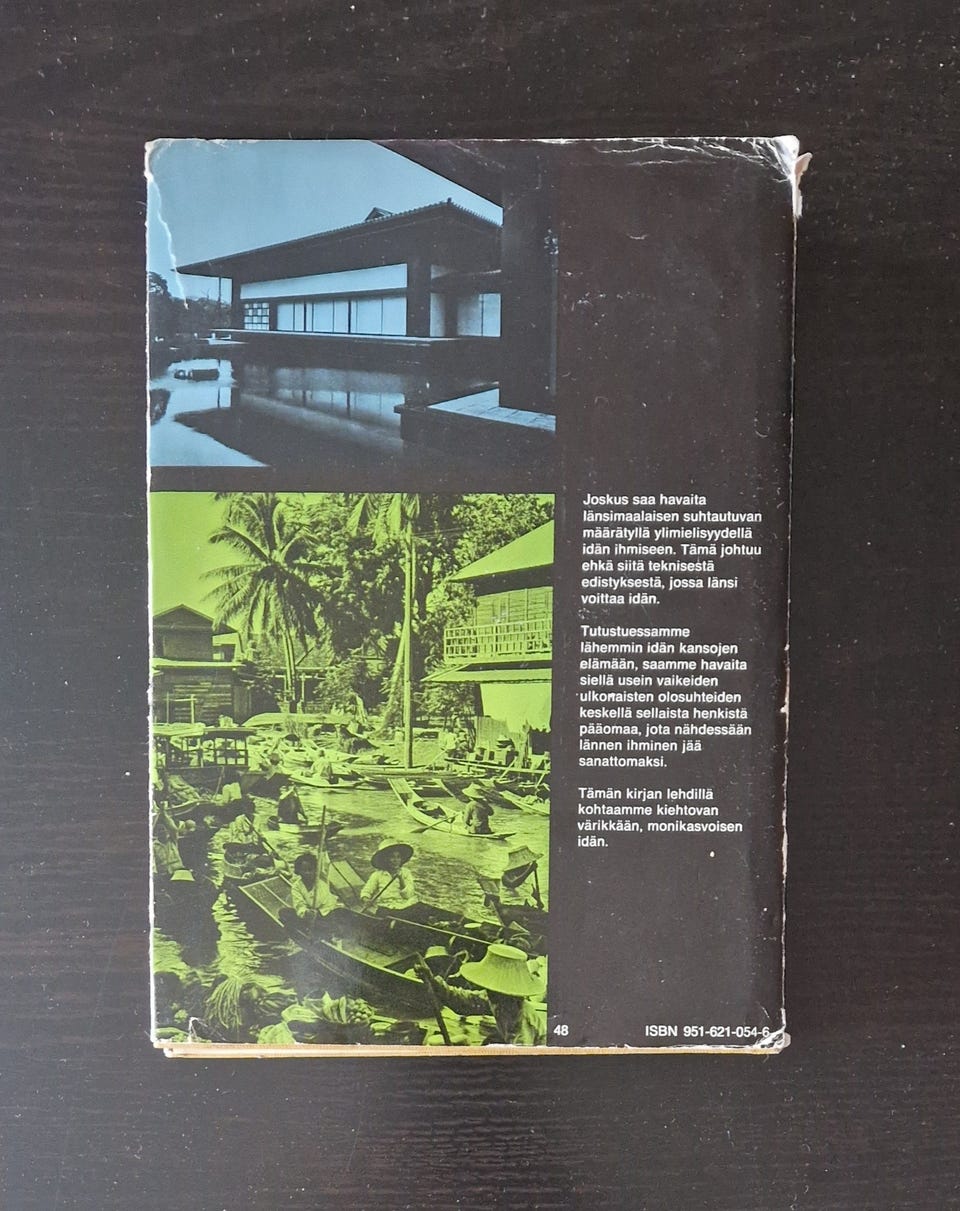 Joskus saa havaita
länsimaalaisen suhtautuvan
määrätyllä ylimielisyydellä
idän ihmiseen. Tämä johtuu
ehkä siitä teknisestä
edistyksestä, jossa länsi
voittaa idän.
Tutustuessamme
lähemmin idän kansojen
elämään, saamme havaita
siellä usein vaikeiden
ulkonaisten olosuhteiden
keskellä sellaista henkistä
pääomaa, jota nähdessään
lännen ihminen jää
sanattomaksi.
Tämän kirjan lehdillä
kohtaamme kiehtovan
värikkään, monikasvoisen
idän.
48 ISBN 951-621-054-6